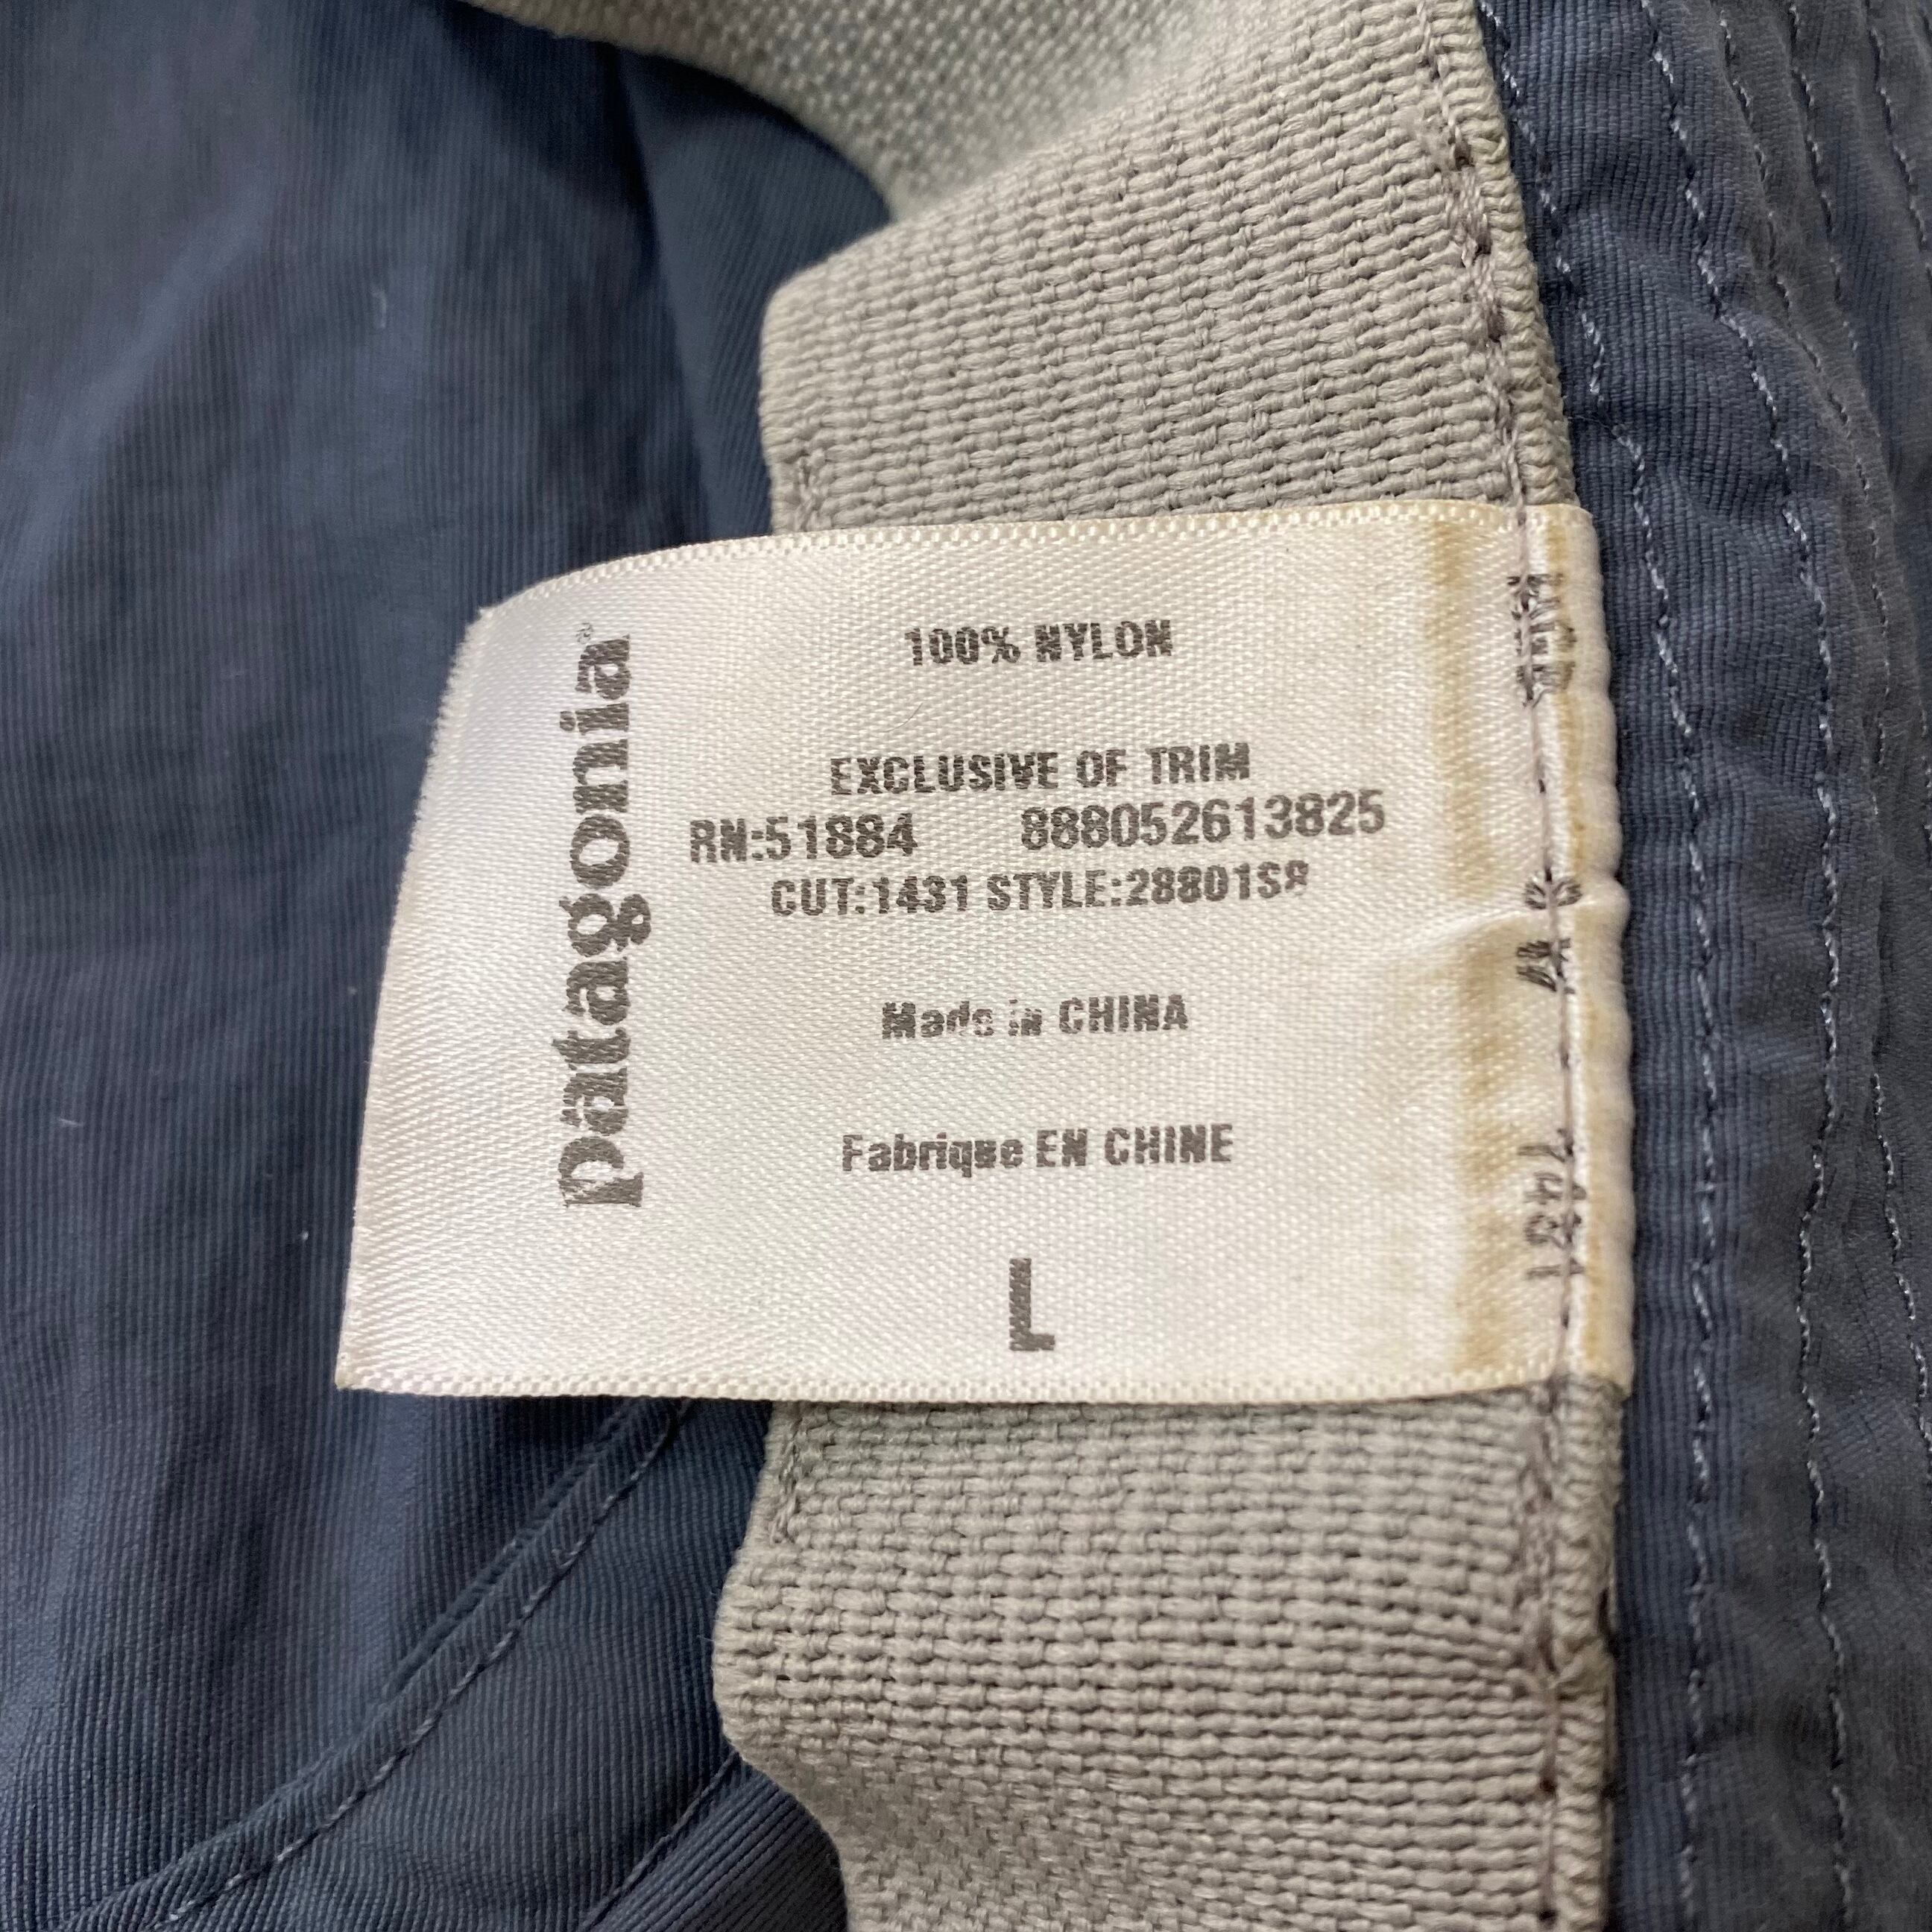 patagonia®
100% NYLON
EXCLUSIVE OF TRIM
RN:51884 888052613825
CUT:1431 STYLE:28801S8
Made in CHINA
Fabrique EN CHINE
L